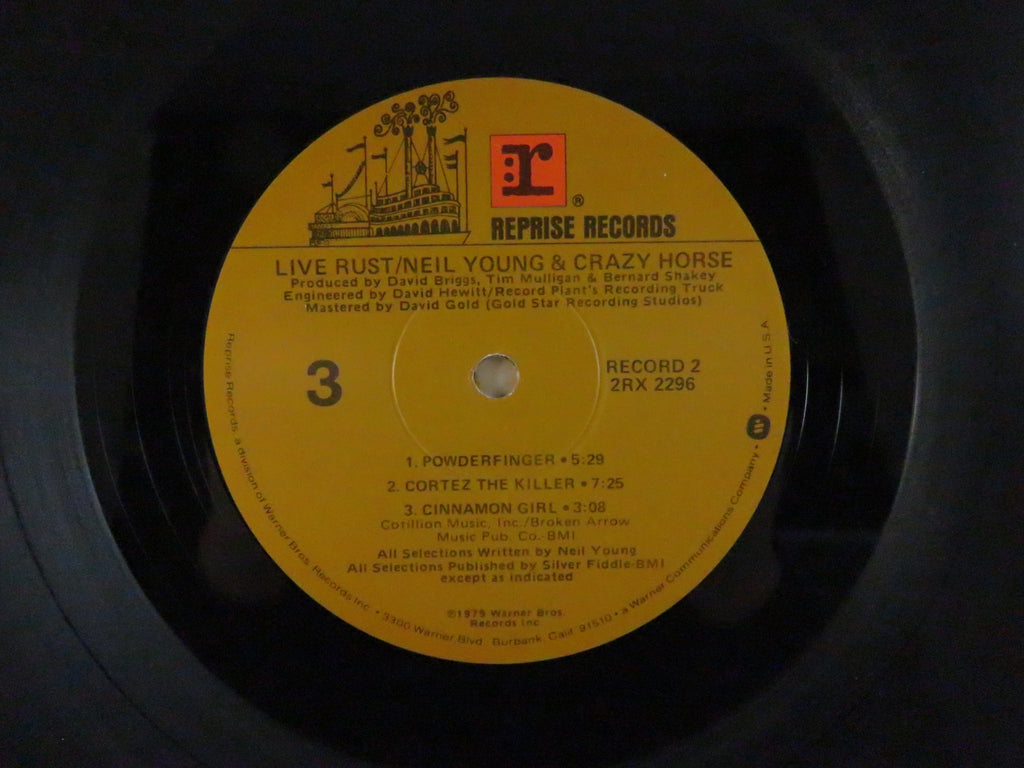 :r
®
REPRISE RECORDS
LIVE RUST/NEIL YOUNG & CRAZY HORSE
Produced by David Briggs, Tim Mulligan & Bernard Shakey
Engineered by David Hewitt/Record Plant's Recording Truck
Mastered by David Gold (Gold Star Recording Studios)
3
RECORD 2
2RX 2296
1. POWDERFINGER • 5:29
2. CORTEZ THE KILLER • 7:25
3. CINNAMON GIRL • 3:08
Cotillion Music, Inc./Broken Arrow
Music Pub. Co.-BMI
All Selections Written by Neil Young
All Selections Published by Silver Fiddle-BMI
except as indicated
℗1979 Warner Bros.
Records Inc
Reprise Records, a division of Warner Bros. Records Inc. • 3300 Warner Blvd. Burbank, Calif. 91510 • a Warner Communications Company • • Made in U.S.A.